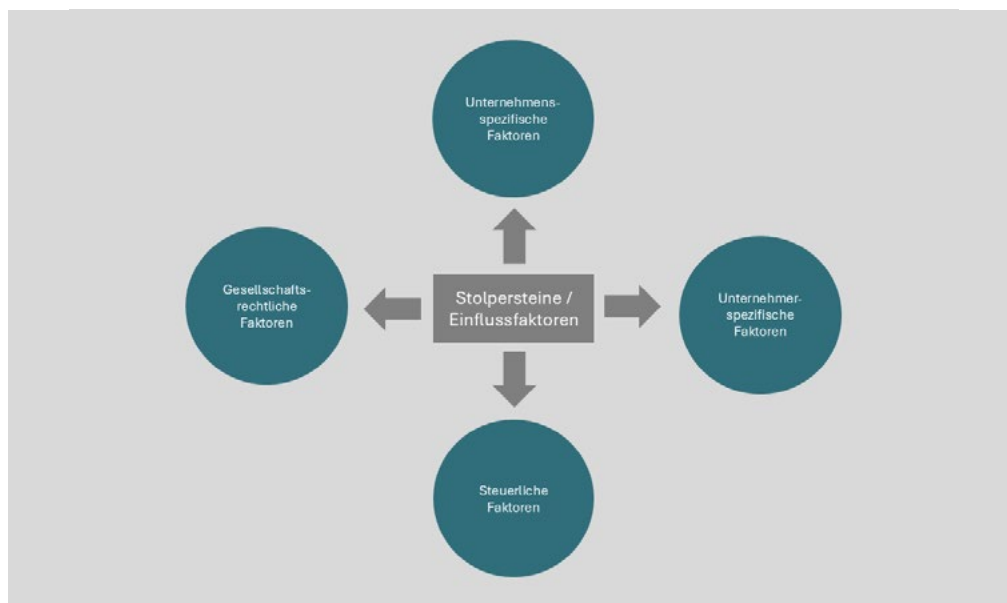 Unternehmens-
spezifische
Faktoren
Gesellschafts-
rechtliche
Faktoren
Stolpersteine /
Einflussfaktoren
Unternehmer-
spezifische
Faktoren
Steuerliche
Faktoren